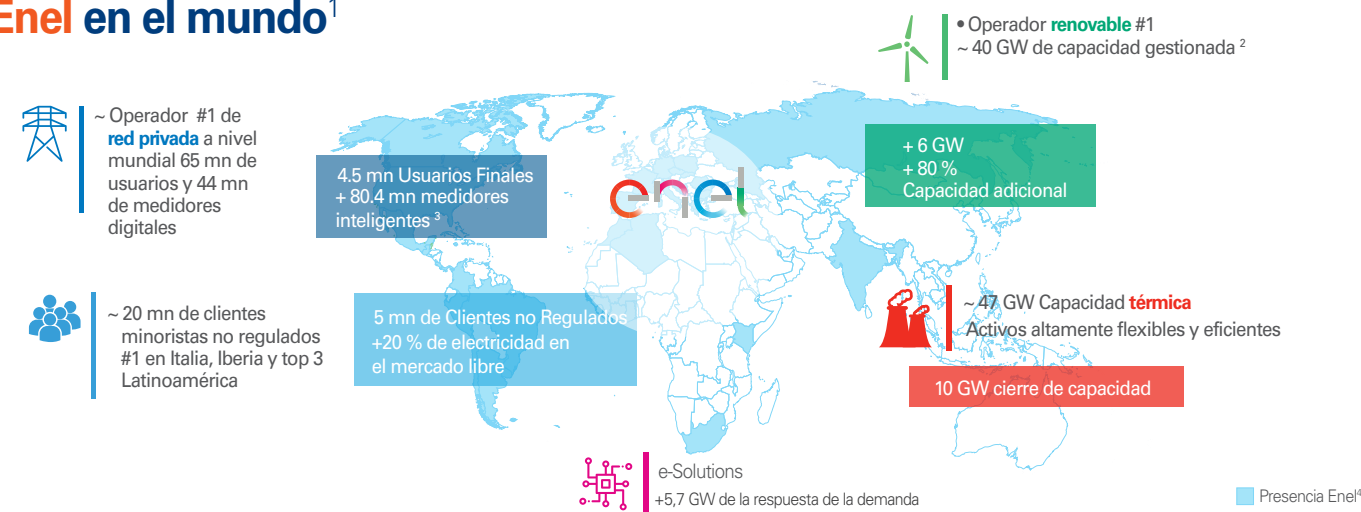 Enel en el mundo1
• Operador renovable #1
~ 40 GW de capacidad gestionada 2
~ Operador #1 de
red privada a nivel
mundial 65 mn de
usuarios y 44 mn
de medidores
digitales
4.5 mn Usuarios Finales
+ 80.4 mn medidores
inteligentes 3
enel
+ 6 GW
+ 80 %
Capacidad adicional
~ 20 mn de clientes
minoristas no regulados
#1 en Italia, Iberia y top 3
Latinoamérica
5 mn de Clientes no Regulados
+20 % de electricidad en
el mercado libre
~ 47 GW Capacidad térmica
Activos altamente flexibles y eficientes
10 GW cierre de capacidad
e-Solutions
+5,7 GW de la respuesta de la demanda
Presencia Enel4